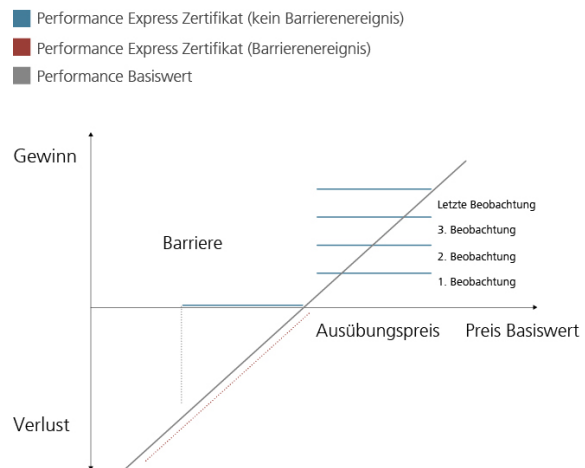 Performance Express Zertifikat (kein Barrierenereignis)
Performance Express Zertifikat (Barrierenereignis)
Performance Basiswert
Gewinn
Letzte Beobachtung
3. Beobachtung
Barriere
2. Beobachtung
1. Beobachtung
Ausübungspreis
Preis Basiswert
Verlust